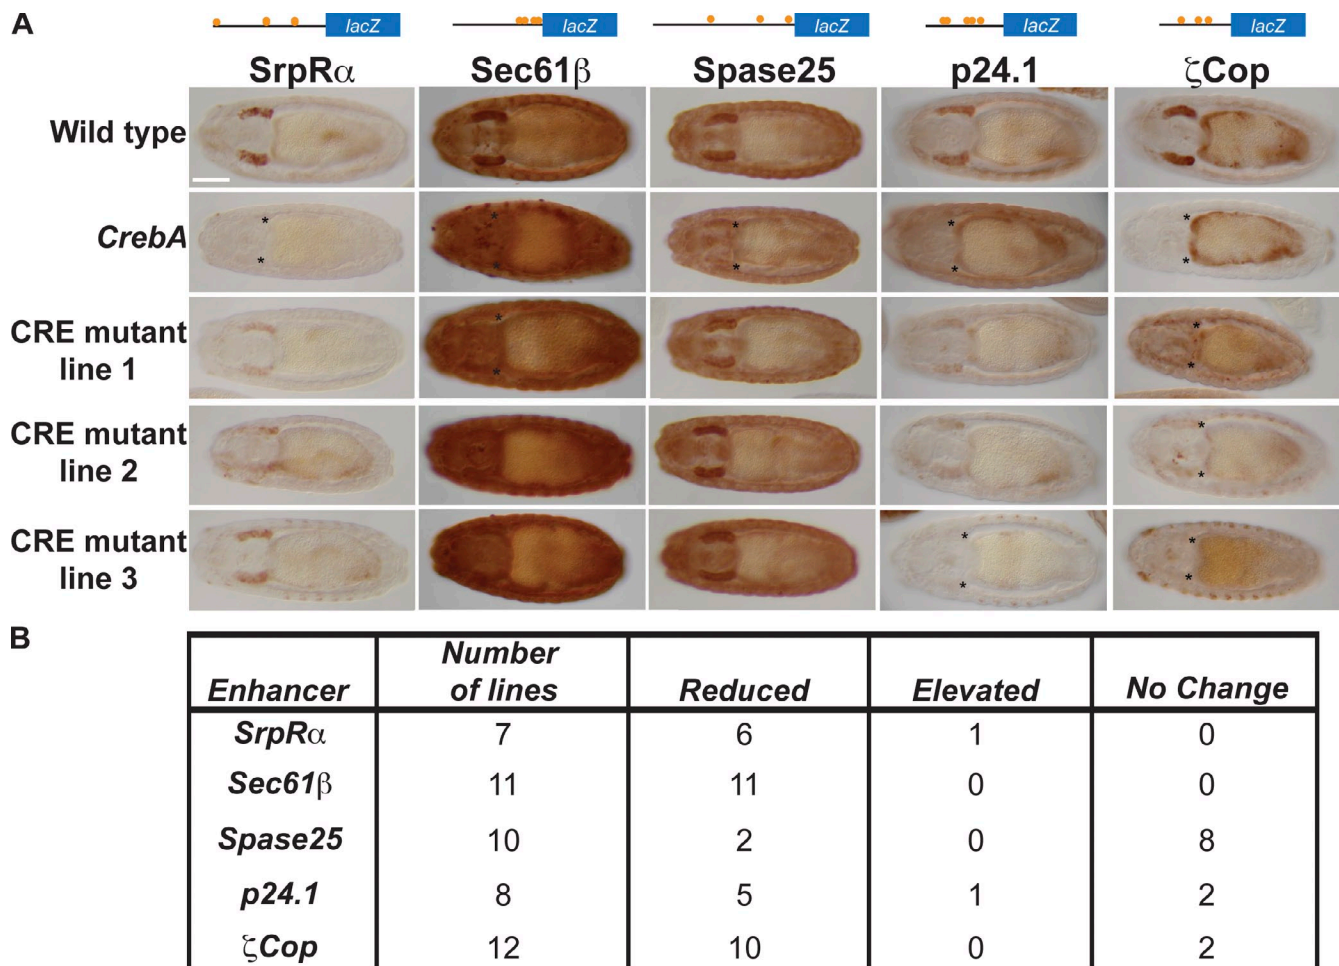 A
lacZ lacZ lacZ lacZ lacZ
SrpRα Sec61β Spase25 p24.1 ζCop
Wild type
CrebA
* * * * * * * * * *
CRE mutant
line 1
* * * *
CRE mutant
line 2
* *
CRE mutant
line 3
* * * *
B
Enhancer Number of lines Reduced Elevated No Change
SrpRα 7 6 1 0
Sec61β 11 11 0 0
Spase25 10 2 0 8
p24.1 8 5 1 2
ζCop 12 10 0 2